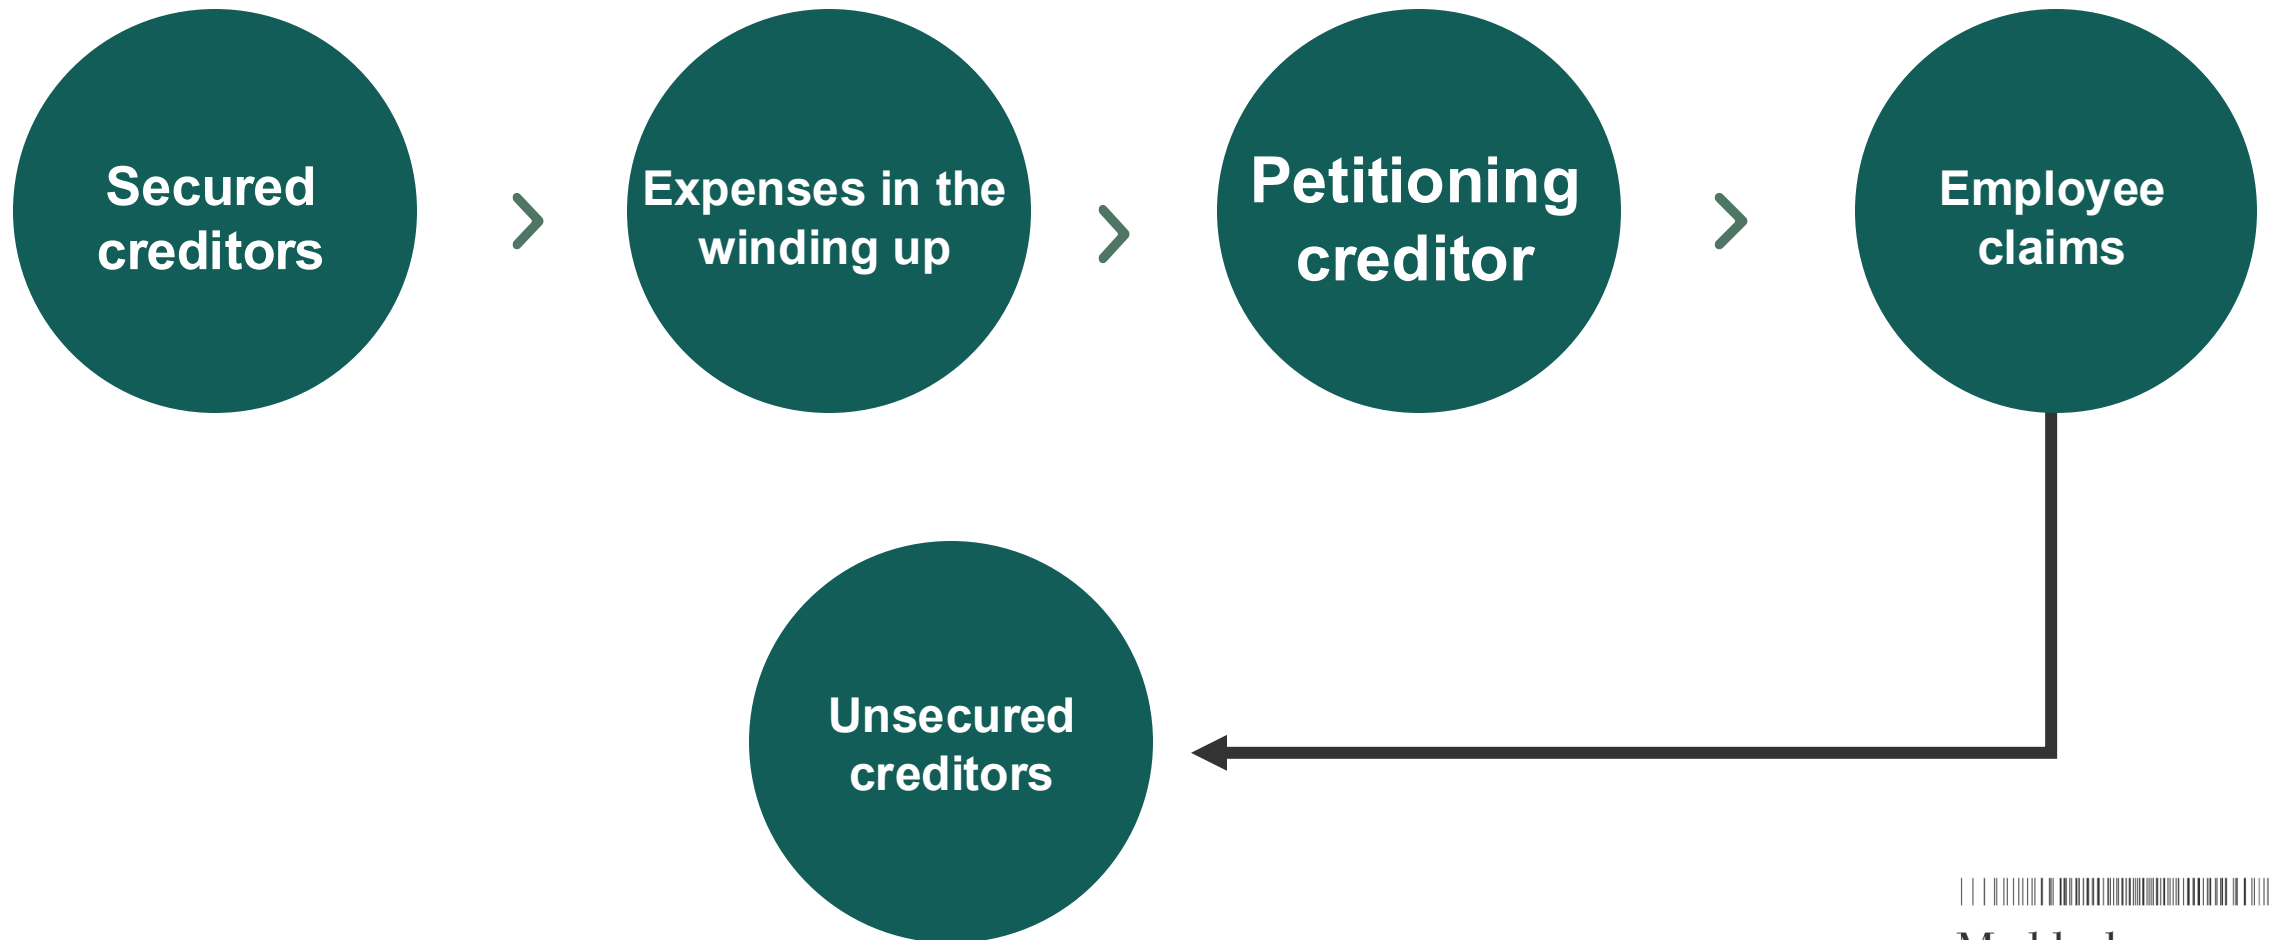 Secured
creditors
Expenses in the
winding up
Petitioning
creditor
Employee
claims
Unsecured
creditors